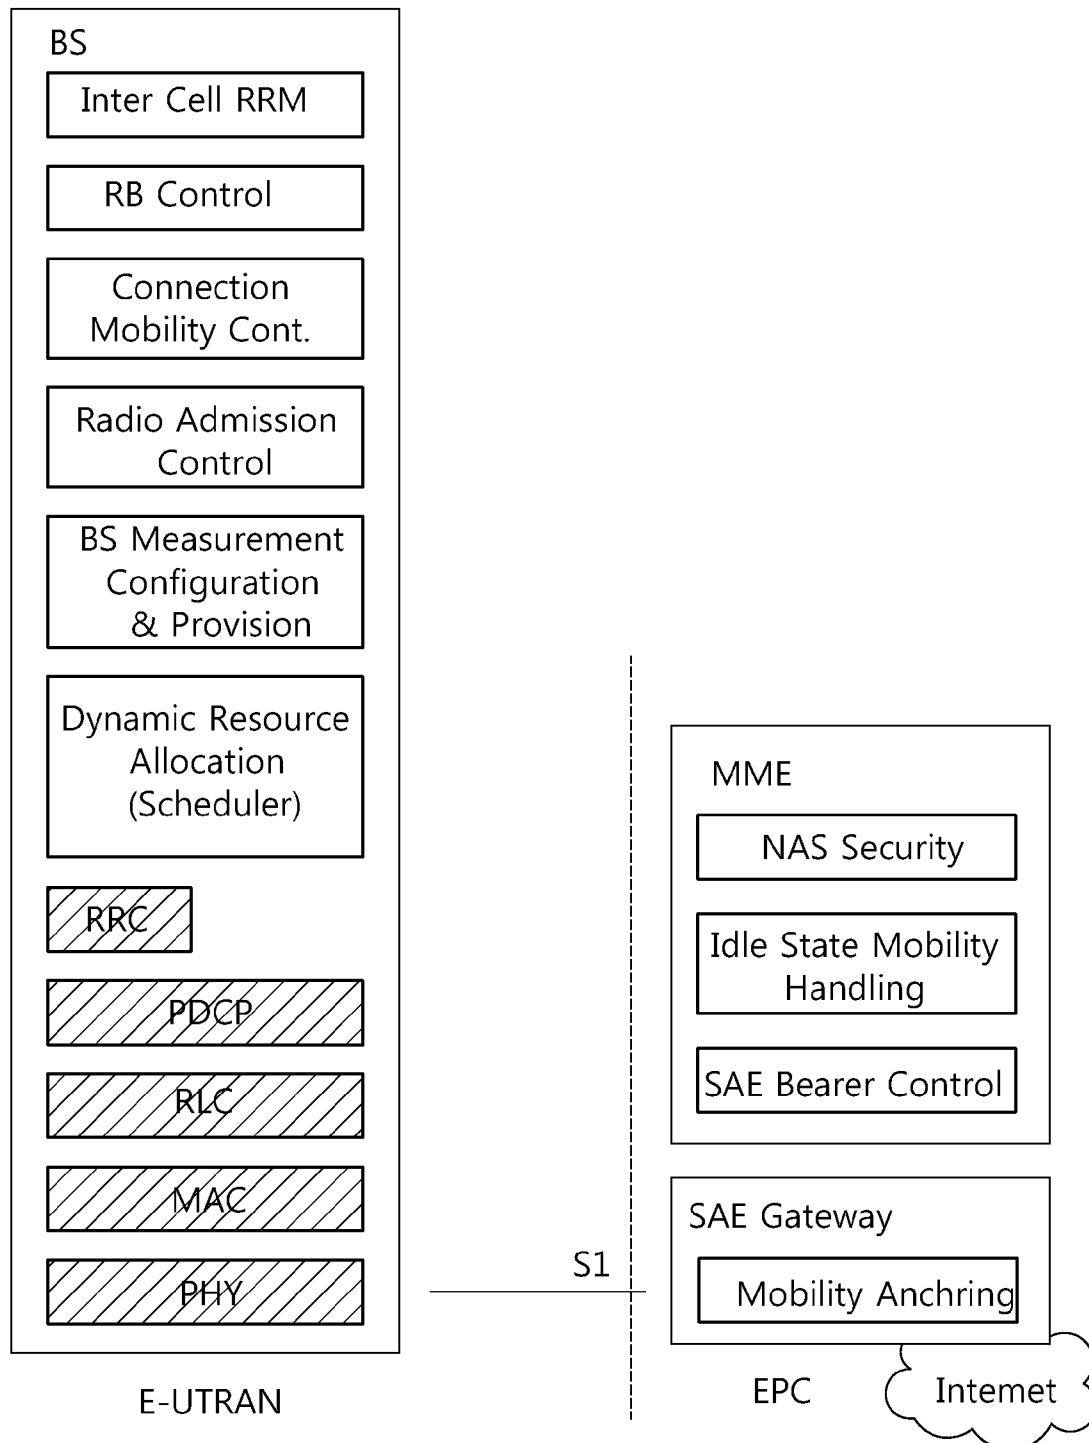 BS
Inter Cell RRM
RB Control
Connection
Mobility Cont.
Radio Admission
Control
BS Measurement
Configuration
& Provision
Dynamic Resource
Allocation
(Scheduler)
RRC
PDCP
RLC
MAC
PHY
E-UTRAN
S1
MME
NAS Security
Idle State Mobility
Handling
SAE Bearer Control
SAE Gateway
Mobility Anchring
EPC
Internet